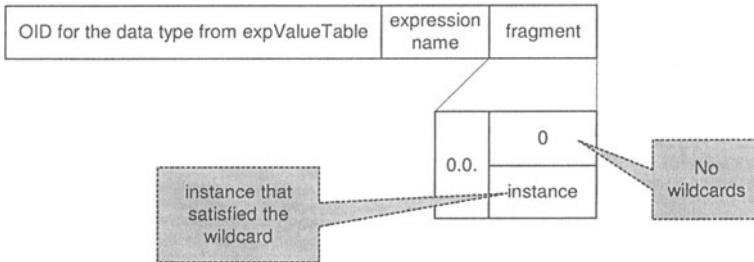 OID for the data type from expValueTable
expression
name
fragment
0.0.
0
instance
No
wildcards
instance that
satisfied the
wildcard